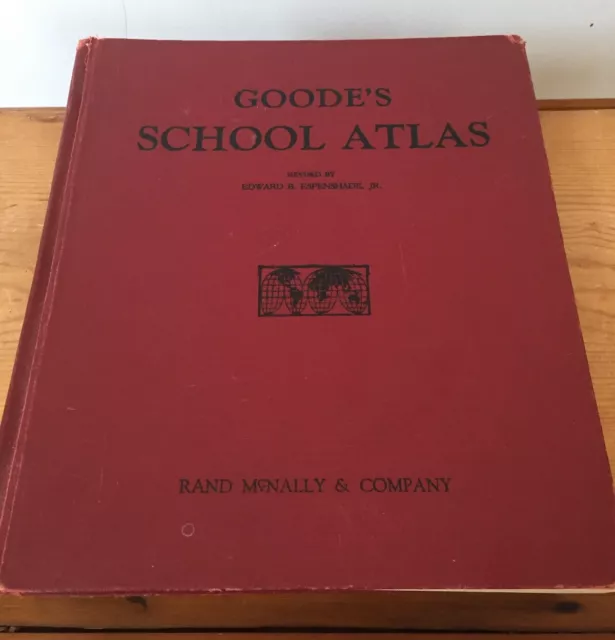 GOODE'S
SCHOOL ATLAS
REVISED BY
EDWARD B. ESPENSHADE, JR.
RAND McNALLY & COMPANY